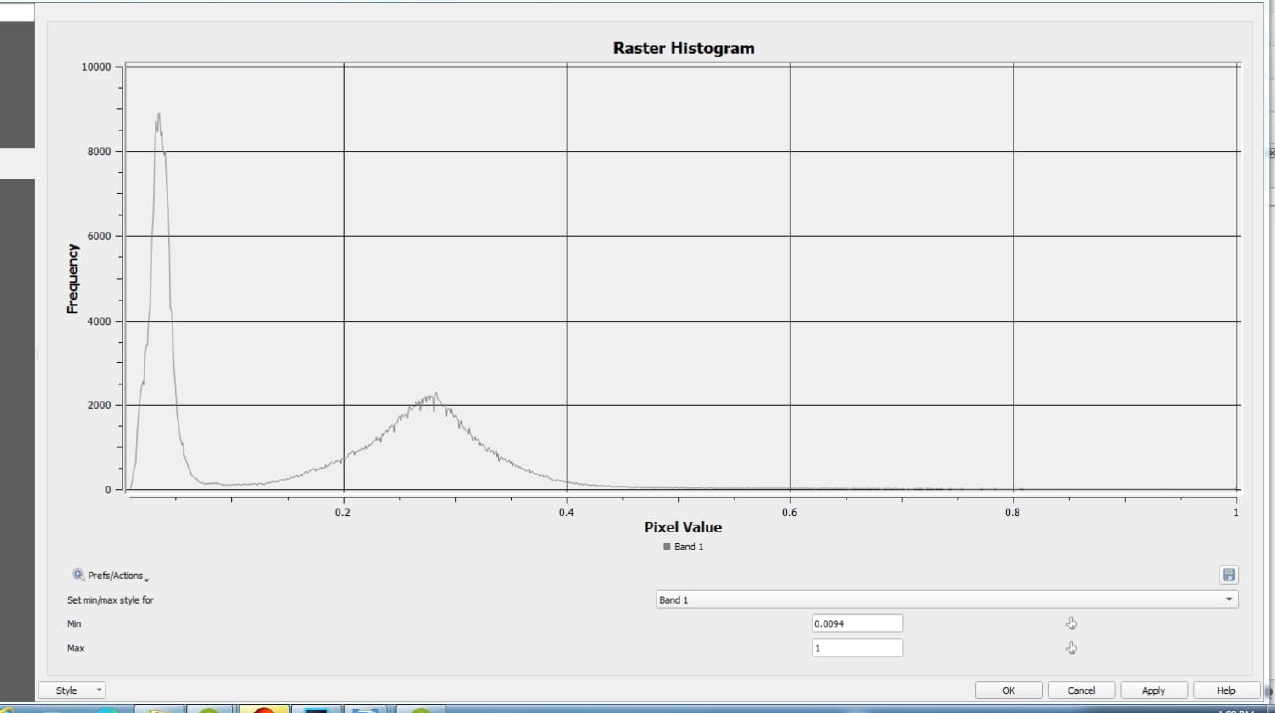 Raster Histogram
10000
8000
6000
4000
2000
0
Frequency
0.2 0.4 0.6 0.8 1
Pixel Value
Band 1
Prefs/Actions
Set min/max style for Band 1
Min 0.0094
Max 1
Style OK Cancel Apply Help